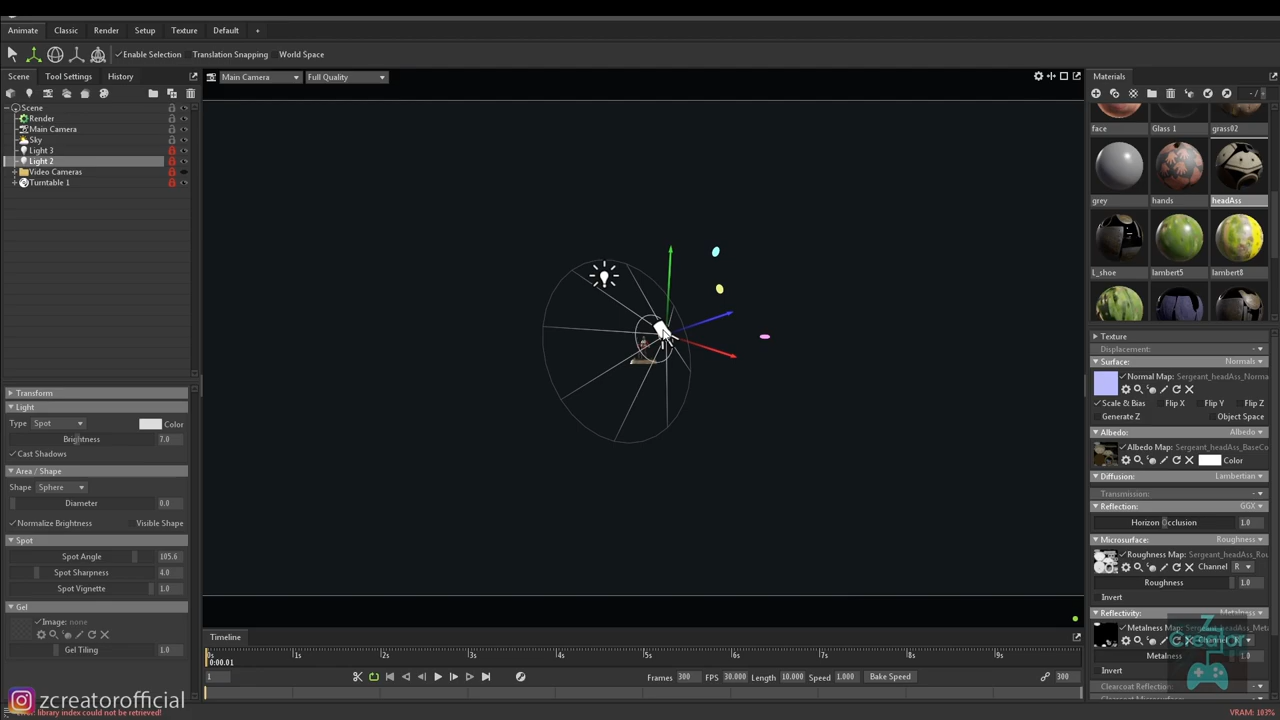 Animate Classic Render Setup Texture Default +
Enable Selection Translation Snapping World Space
Scene Tool Settings History
Main Camera Full Quality
Materials
Scene
Render
Main Camera
Sky
Light 3
Light 2
Video Cameras
Turntable 1
Transform
Light
Type Spot Color
Brightness 7.0
Cast Shadows
Area / Shape
Shape Sphere
Diameter 0.0
Normalize Brightness Visible Shape
Spot
Spot Angle 105.6
Spot Sharpness 4.0
Spot Vignette 1.0
Gel
Image: none
Gel Tiling 1.0
zcreatorofficial
library index could not be retrieved!
Timeline
0s 1s 2s 3s 4s 5s 6s 7s 8s 9s
0:00.01
1 Frames 300 FPS 30.000 Length 10.000 Speed 1.000 Bake Speed 300
face Glass 1 grass02
grey hands headAss
L_shoe lambert5 lambert8
Texture
Displacement:
Surface: Normals
Normal Map: Sergeant_headAss_Norma
Scale & Bias Flip X Flip Y Flip Z
Generate Z Object Space
Albedo: Albedo
Albedo Map: Sergeant_headAss_BaseCo
Color
Diffusion: Lambertian
Transmission:
Reflection: GGX
Horizon Occlusion 1.0
Microsurface: Roughness
Roughness Map: Sergeant_headAss_Rou
Channel R
Roughness 1.0
Invert
Reflectivity: Metalness
Metalness Map: Sergeant_headAss_Meta
Z
Creator
Metalness 1.0
Invert
Clearcoat Reflection:
VRAM: 103%